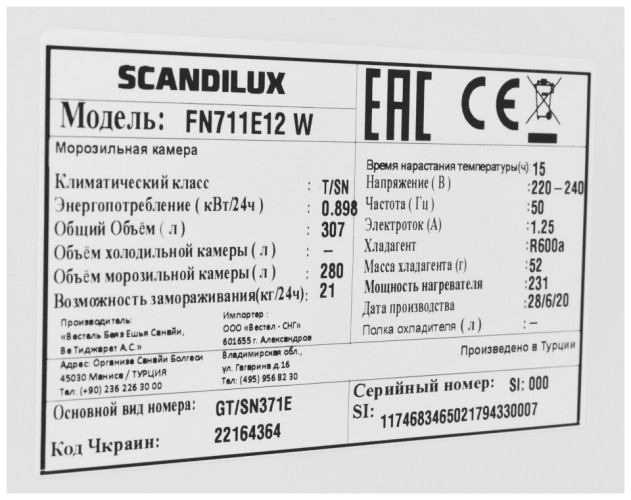 SCANDILUX
Модель: FN711E12 W
Морозильная камера
Климатический класс : T/SN
Энергопотребление ( кВт/24ч ) : 0.898
Общий Объём ( л ) : 307
Объём холодильной камеры ( л ) : –
Объём морозильной камеры ( л ) : 280
Возможность замораживания(кг/24ч): 21
EAC CE
Время нарастания температуры(ч): 15
Напряжение ( В ) : 220 – 240
Частота ( Гц ) : 50
Электроток (А) : 1.25
Хладагент : R600a
Масса хладагента (г) : 52
Мощность нагревателя : 231
Дата производства : 28/6/20
Полка охладителя ( л ) : –
Производитель:
«Вестель Беяз Ешья Санайи,
Ве Тиджарет А.С.»
Адрес: Органиве Санайи Болгеси
45030 Маниса / ТУРЦИЯ
Тел: (+90) 236 226 30 00
Импортер :
ООО «Вестел - СНГ»
601655 г. Александров
Владимирская обл.,
ул. Гагарина д.16
Тел: (495) 956 82 30
Произведено в Турции
Основной вид номера: GT/SN371E
Код Чкраин: 22164364
Серийный номер: SI: 000
SI: 1174683465021794330007